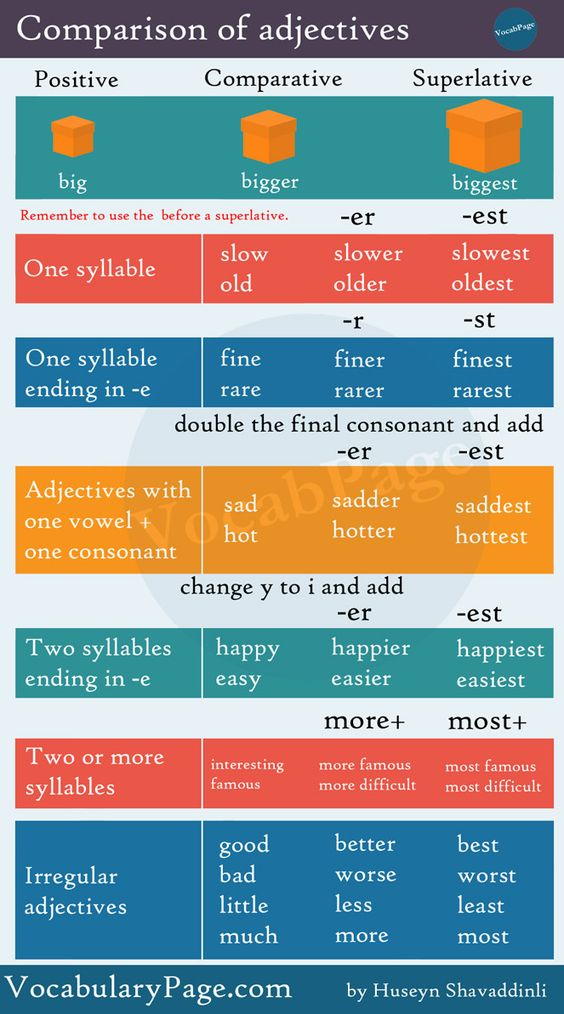 Comparison of adjectives
VocabPage
Positive Comparative Superlative
big bigger biggest
Remember to use the before a superlative. -er -est
One syllable
slow slower slowest
old older oldest
-r -st
One syllable
ending in -e
fine finer finest
rare rarer rarest
double the final consonant and add
-er -est
Adjectives with
one vowel +
one consonant
sad sadder saddest
hot hotter hottest
VocabPage
change y to i and add
-er -est
Two syllables
ending in -e
happy happier happiest
easy easier easiest
more+ most+
Two or more
syllables
interesting more famous most famous
famous more difficult most difficult
Irregular
adjectives
good better best
bad worse worst
little less least
much more most
VocabularyPage.com by Huseyn Shavaddinli